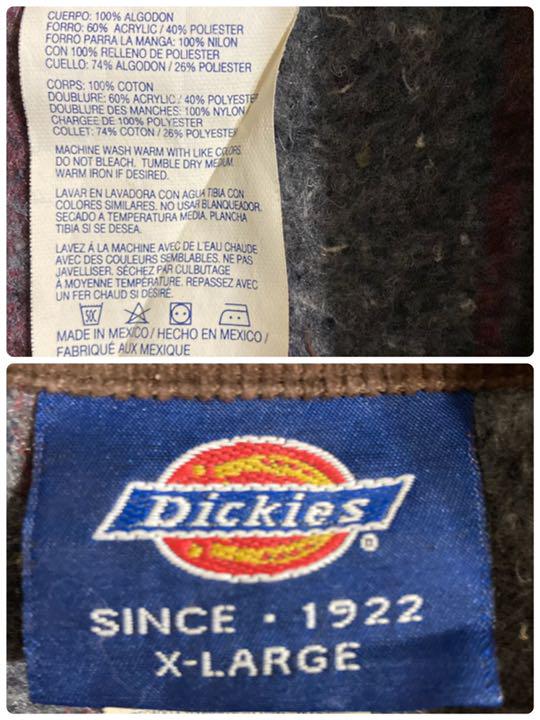 CUERPO: 100% ALGODON
FORRO: 60% ACRYLIC / 40% POLYESTER
FORRO PARRA LA MANGA: 100% NILON
CON 100% RELLENO DE POLIESTER
CUELLO: 74% ALGODON / 26% POLIESTER
CORPS: 100% COTON
DOUBLURE: 60% ACRYLIC / 40% POLYESTE
DOUBLURE DES MANCHES: 100% NYLON
CHARGEE DE 100% POLYESTER
COLLET: 74% COTON / 26% POLYESTER
MACHINE WASH WARM WITH LIKE COLORS
DO NOT BLEACH. TUMBLE DRY MEDIUM
WARM IRON IF DESIRED.
LAVAR EN LAVADORA CON AGUA TIBIA CON
COLORES SIMILARES. NO USAR BLANQUEADOR.
SECADO A TEMPERATURA MEDIA. PLANCHA
TIBIA SI SE DESEA.
LAVEZ Á LA MACHINE AVEC DE L'EAU CHAUDE
AVEC DES COULEURS SEMBLABLES. NE PAS
JAVELLISER. SÉCHEZ PAR CULBUTAGE
Á MOYENNE TEMPÉRATURE. REPASSEZ AVEC
UN FER CHAUD SI DÉSIRÉ.
50C
MADE IN MEXICO / HECHO EN MEXICO /
FABRIQUÉ AUX MEXIQUE
Dickies
®
SINCE · 1922
X-LARGE